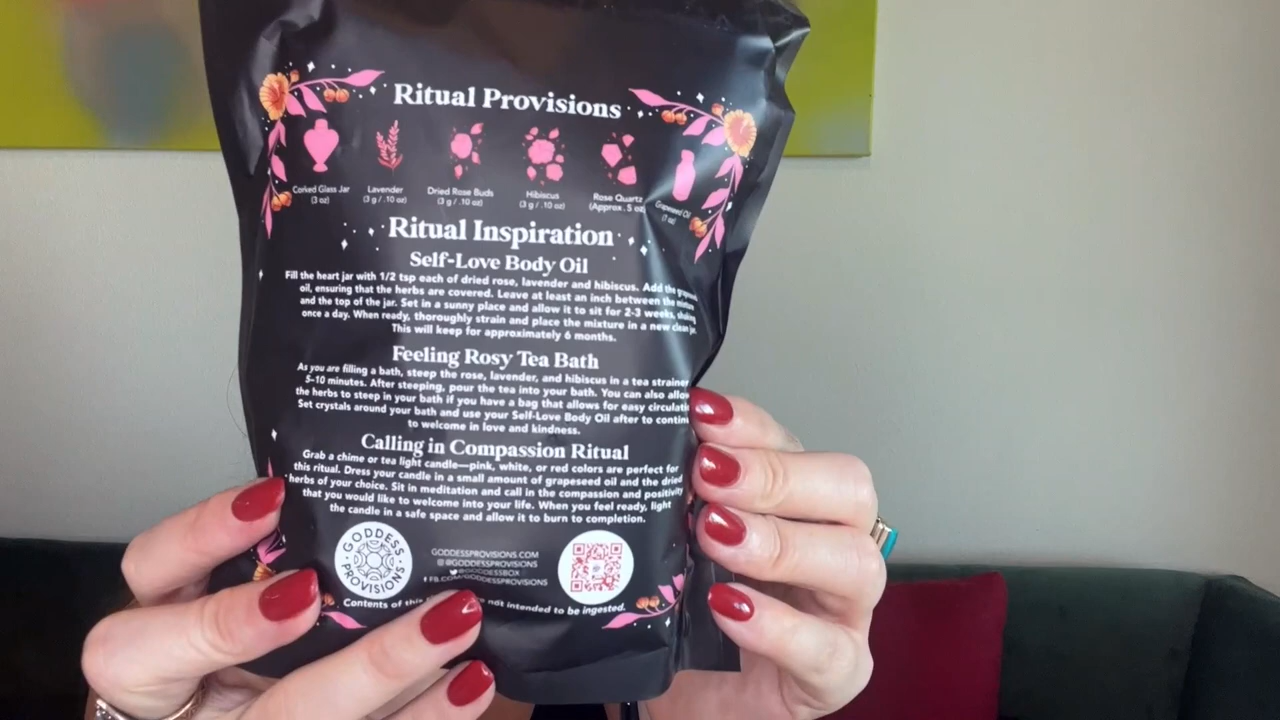 Ritual Provisions
Corked Glass Jar
(3 oz)
Lavender
(3 g / .10 oz)
Dried Rose Buds
(3 g / .10 oz)
Hibiscus
(3 g / .10 oz)
Rose Quartz
(Approx. 5 oz)
Grapeseed Oil
(1 oz)
Ritual Inspiration
Self-Love Body Oil
Fill the heart jar with 1/2 tsp each of dried rose, lavender and hibiscus. Add the
oil, ensuring that the herbs are covered. Leave at least an inch between the mixture
and the top of the jar. Set in a sunny place and allow it to sit for 2-3 weeks, shaking
once a day. When ready, thoroughly strain and place the mixture in a new clean jar.
This will keep for approximately 6 months.
Feeling Rosy Tea Bath
As you are filling a bath, steep the rose, lavender, and hibiscus in a tea strainer
5-10 minutes. After steeping, pour the tea into your bath. You can also allow
the herbs to steep in your bath if you have a bag that allows for easy
Set crystals around your bath and use your Self-Love Body Oil after to
to welcome in love and kindness.
Calling in Compassion Ritual
Grab a chime or tea light candle—pink, white, or red colors are perfect for
this ritual. Dress your candle in a small amount of grapeseed oil and the dried
herbs of your choice. Sit in meditation and call in the compassion and positivity
that you would like to welcome into your life. When you feel ready, light
the candle in a safe space and allow it to burn to completion.
GODDESS PROVISIONS
GODDESSPROVISIONS.COM
@GODDESSPROVISIONS
@GODDESSBOX
FB.COM/GODDESSPROVISIONS
Contents of this not intended to be ingested.